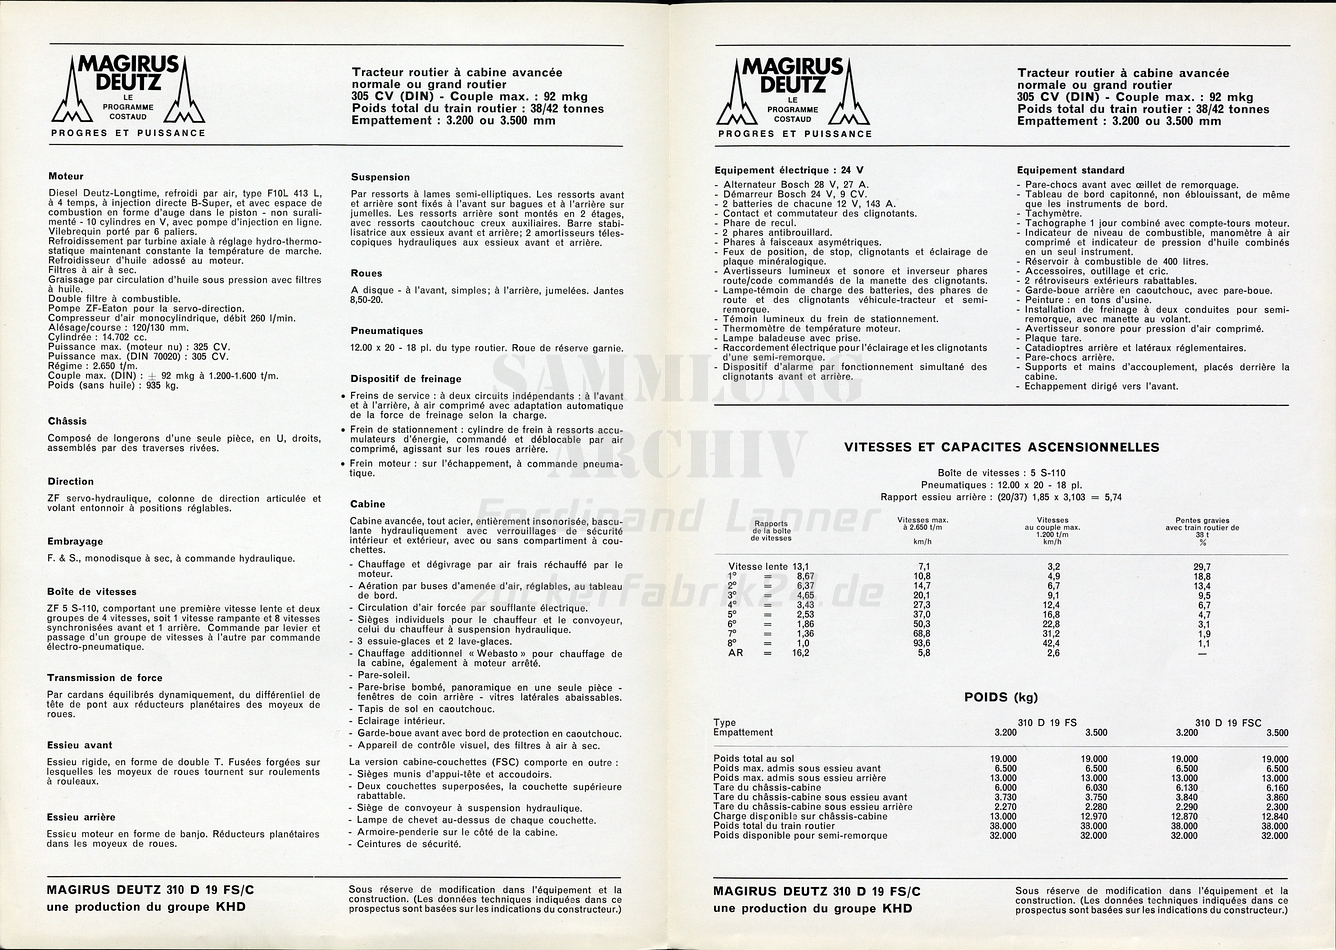 MAGIRUS
DEUTZ
LE
PROGRAMME
COSTAUD
PROGRES ET PUISSANCE
Tracteur routier à cabine avancée
normale ou grand routier
305 CV (DIN) - Couple max. : 92 mkg
Poids total du train routier : 38/42 tonnes
Empattement : 3.200 ou 3.500 mm
Moteur
Diesel Deutz-Longtime, refroidi par air, type F10L 413 L,
à 4 temps, à injection directe B-Super, et avec espace de
combustion en forme d'auge dans le piston - non surali-
menté - 10 cylindres en V, avec pompe d'injection en ligne.
Vilebrequin porté par 6 paliers.
Refroidissement par turbine axiale à réglage hydro-thermo-
statique maintenant constante la température de marche.
Refroidisseur d'huile adossé au moteur.
Filtres à air à sec.
Graissage par circulation d'huile sous pression avec filtres
à huile.
Double filtre à combustible.
Pompe ZF-Eaton pour la servo-direction.
Compresseur d'air monocylindrique, débit 260 l/min.
Alésage/course : 120/130 mm.
Cylindrée : 14.702 cc.
Puissance max. (moteur nu) : 325 CV.
Puissance max. (DIN 70020) : 305 CV.
Régime : 2.650 t/m.
Couple max. (DIN) : ± 92 mkg à 1.200-1.600 t/m.
Poids (sans huile) : 935 kg.
Châssis
Composé de longerons d'une seule pièce, en U, droits,
assemblés par des traverses rivées.
Direction
ZF servo-hydraulique, colonne de direction articulée et
volant entonnoir à positions réglables.
Embrayage
F. & S., monodisque à sec, à commande hydraulique.
Boîte de vitesses
ZF 5 S-110, comportant une première vitesse lente et deux
groupes de 4 vitesses, soit 1 vitesse rampante et 8 vitesses
synchronisées avant et 1 arrière. Commande par levier et
passage d'un groupe de vitesses à l'autre par commande
électro-pneumatique.
Transmission de force
Par cardans équilibrés dynamiquement, du différentiel de
tête de pont aux réducteurs planétaires des moyeux de
roues.
Essieu avant
Essieu rigide, en forme de double T. Fusées forgées sur
lesquelles les moyeux de roues tournent sur roulements
à rouleaux.
Essieu arrière
Essieu moteur en forme de banjo. Réducteurs planétaires
dans les moyeux de roues.
Suspension
Par ressorts à lames semi-elliptiques. Les ressorts avant
et arrière sont fixés à l'avant sur bagues et à l'arrière sur
jumelles. Les ressorts arrière sont montés en 2 étages,
avec ressorts caoutchouc creux auxiliaires. Barre stabi-
lisatrice aux essieux avant et arrière; 2 amortisseurs téles-
copiques hydrauliques aux essieux avant et arrière.
Roues
A disque - à l'avant, simples; à l'arrière, jumelées. Jantes
8,50-20.
Pneumatiques
12.00 x 20 - 18 pl. du type routier. Roue de réserve garnie.
Dispositif de freinage
• Freins de service : à deux circuits indépendants : à l'avant
et à l'arrière, à air comprimé avec adaptation automatique
de la force de freinage selon la charge.
• Frein de stationnement : cylindre de frein à ressorts accu-
mulateurs d'énergie, commandé et déblocable par air
comprimé, agissant sur les roues arrière.
• Frein moteur : sur l'échappement, à commande pneuma-
tique.
Cabine
Cabine avancée, tout acier, entièrement insonorisée, bascu-
lante hydrauliquement avec verrouillages de sécurité
intérieur et extérieur, avec ou sans compartiment à cou-
chettes.
- Chauffage et dégivrage par air frais réchauffé par le
moteur.
- Aération par buses d'amenée d'air, réglables, au tableau
de bord.
- Circulation d'air forcée par soufflante électrique.
- Sièges individuels pour le chauffeur et le convoyeur,
celui du chauffeur à suspension hydraulique.
- 3 essuie-glaces et 2 lave-glaces.
- Chauffage additionnel « Webasto » pour chauffage de
la cabine, également à moteur arrêté.
- Pare-soleil.
- Pare-brise bombé, panoramique en une seule pièce -
fenêtres de coin arrière - vitres latérales abaissables.
- Tapis de sol en caoutchouc.
- Eclairage intérieur.
- Garde-boue avant avec bord de protection en caoutchouc.
- Appareil de contrôle visuel, des filtres à air à sec.
La version cabine-couchettes (FSC) comporte en outre :
- Sièges munis d'appui-tête et accoudoirs.
- Deux couchettes superposées, la couchette supérieure
rabattable.
- Siège de convoyeur à suspension hydraulique.
- Lampe de chevet au-dessus de chaque couchette.
- Armoire-penderie sur le côté de la cabine.
- Ceintures de sécurité.
MAGIRUS DEUTZ 310 D 19 FS/C
une production du groupe KHD
Sous réserve de modification dans l'équipement et la
construction. (Les données techniques indiquées dans ce
prospectus sont basées sur les indications du constructeur.)
MAGIRUS
DEUTZ
LE
PROGRAMME
COSTAUD
PROGRES ET PUISSANCE
Tracteur routier à cabine avancée
normale ou grand routier
305 CV (DIN) - Couple max. : 92 mkg
Poids total du train routier : 38/42 tonnes
Empattement : 3.200 ou 3.500 mm
Equipement électrique : 24 V
- Alternateur Bosch 28 V, 27 A.
- Démarreur Bosch 24 V, 9 CV.
- 2 batteries de chacune 12 V, 143 A.
- Contact et commutateur des clignotants.
- Phare de recul.
- 2 phares antibrouillard.
- Phares à faisceaux asymétriques.
- Feux de position, de stop, clignotants et éclairage de
plaque minéralogique.
- Avertisseurs lumineux et sonore et inverseur phares
route/code commandés de la manette des clignotants.
- Lampe-témoin de charge des batteries, des phares de
route et des clignotants véhicule-tracteur et semi-
remorque.
- Témoin lumineux du frein de stationnement.
- Thermomètre de température moteur.
- Lampe baladeuse avec prise.
- Raccordement électrique pour l'éclairage et les clignotants
d'une semi-remorque.
- Dispositif d'alarme par fonctionnement simultané des
clignotants avant et arrière.
Equipement standard
- Pare-chocs avant avec œillet de remorquage.
- Tableau de bord capitonné, non éblouissant, de même
que les instruments de bord.
- Tachymètre.
- Tachographe 1 jour combiné avec compte-tours moteur.
- Indicateur de niveau de combustible, manomètre à air
comprimé et indicateur de pression d'huile combinés
en un seul instrument.
- Réservoir à combustible de 400 litres.
- Accessoires, outillage et cric.
- 2 rétroviseurs extérieurs rabattables.
- Garde-boue arrière en caoutchouc, avec pare-boue.
- Peinture : en tons d'usine.
- Installation de freinage à deux conduites pour semi-
remorque, avec manette au volant.
- Avertisseur sonore pour pression d'air comprimé.
- Plaque tare.
- Catadioptres arrière et latéraux réglementaires.
- Pare-chocs arrière.
- Supports et mains d'accouplement, placés derrière la
cabine.
- Echappement dirigé vers l'avant.
VITESSES ET CAPACITES ASCENSIONNELLES
Boîte de vitesses : 5 S-110
Pneumatiques : 12.00 x 20 - 18 pl.
Rapport essieu arrière : (20/37) 1,85 x 3,103 = 5,74
Rapports
de la boîte
de vitesses
Vitesses max.
à 2.650 t/m
km/h
Vitesses
au couple max.
1.200 t/m
km/h
Pentes gravies
avec train routier de
38 t
%
Vitesse lente 13,1 7,1 3,2 29,7
1º = 8,67 10,8 4,9 18,8
2º = 6,37 14,7 6,7 13,4
3º = 4,65 20,1 9,1 9,5
4º = 3,43 27,3 12,4 6,7
5º = 2,53 37,0 16,8 4,7
6º = 1,86 50,3 22,8 3,1
7º = 1,36 68,8 31,2 1,9
8º = 1,0 93,6 42,4 1,1
AR = 16,2 5,8 2,6 —
POIDS (kg)
Type 310 D 19 FS 310 D 19 FSC
Empattement 3.200 3.500 3.200 3.500
Poids total au sol 19.000 19.000 19.000 19.000
Poids max. admis sous essieu avant 6.500 6.500 6.500 6.500
Poids max. admis sous essieu arrière 13.000 13.000 13.000 13.000
Tare du châssis-cabine 6.000 6.030 6.130 6.160
Tare du châssis-cabine sous essieu avant 3.730 3.750 3.840 3.860
Tare du châssis-cabine sous essieu arrière 2.270 2.280 2.290 2.300
Charge disponible sur châssis-cabine 13.000 12.970 12.870 12.840
Poids total du train routier 38.000 38.000 38.000 38.000
Poids disponible pour semi-remorque 32.000 32.000 32.000 32.000
MAGIRUS DEUTZ 310 D 19 FS/C
une production du groupe KHD
Sous réserve de modification dans l'équipement et la
construction. (Les données techniques indiquées dans ce
prospectus sont basées sur les indications du constructeur.)
SAMMLUNG
ARCHIV
Ferdinand Lanner
zuckerfabrik24.de